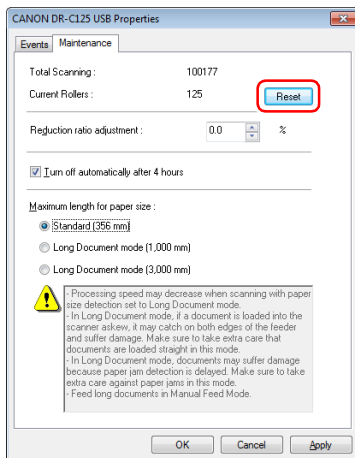 CANON DR-C125 USB Properties
Events Maintenance
Total Scanning : 100177
Current Rollers : 125 Reset
Reduction ratio adjustment : 0.0 %
Turn off automatically after 4 hours
Maximum length for paper size :
Standard (356 mm)
Long Document mode (1,000 mm)
Long Document mode (3,000 mm)
- Processing speed may decrease when scanning with paper
size detection set to Long Document mode.
- In Long Document mode, if a document is loaded into the
scanner askew, it may catch on both edges of the feeder
and suffer damage. Make sure to take extra care that
documents are loaded straight in this mode.
- In Long Document mode, documents may suffer damage
because paper jam detection is delayed. Make sure to take
extra care against paper jams in this mode.
- Feed long documents in Manual Feed Mode.
OK Cancel Apply